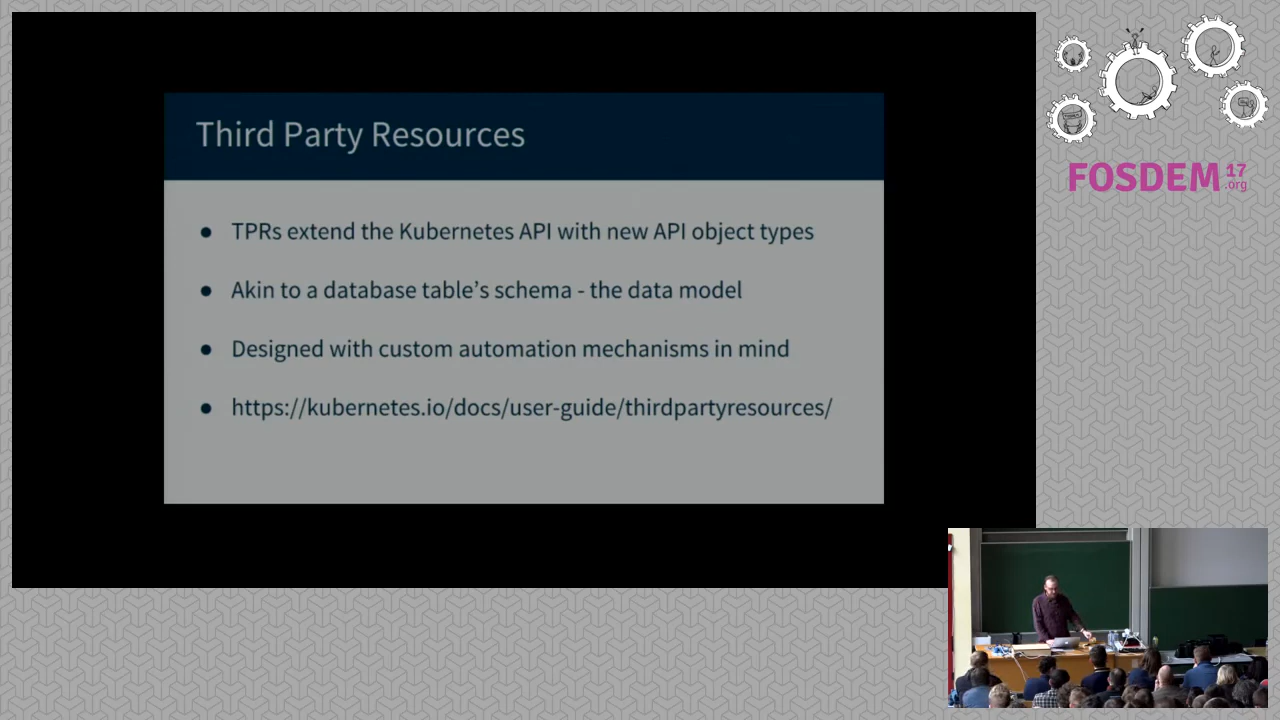 Third Party Resources
● TPRs extend the Kubernetes API with new API object types
● Akin to a database table's schema - the data model
● Designed with custom automation mechanisms in mind
● https://kubernetes.io/docs/user-guide/thirdpartyresources/
FOSDEM 17
.org